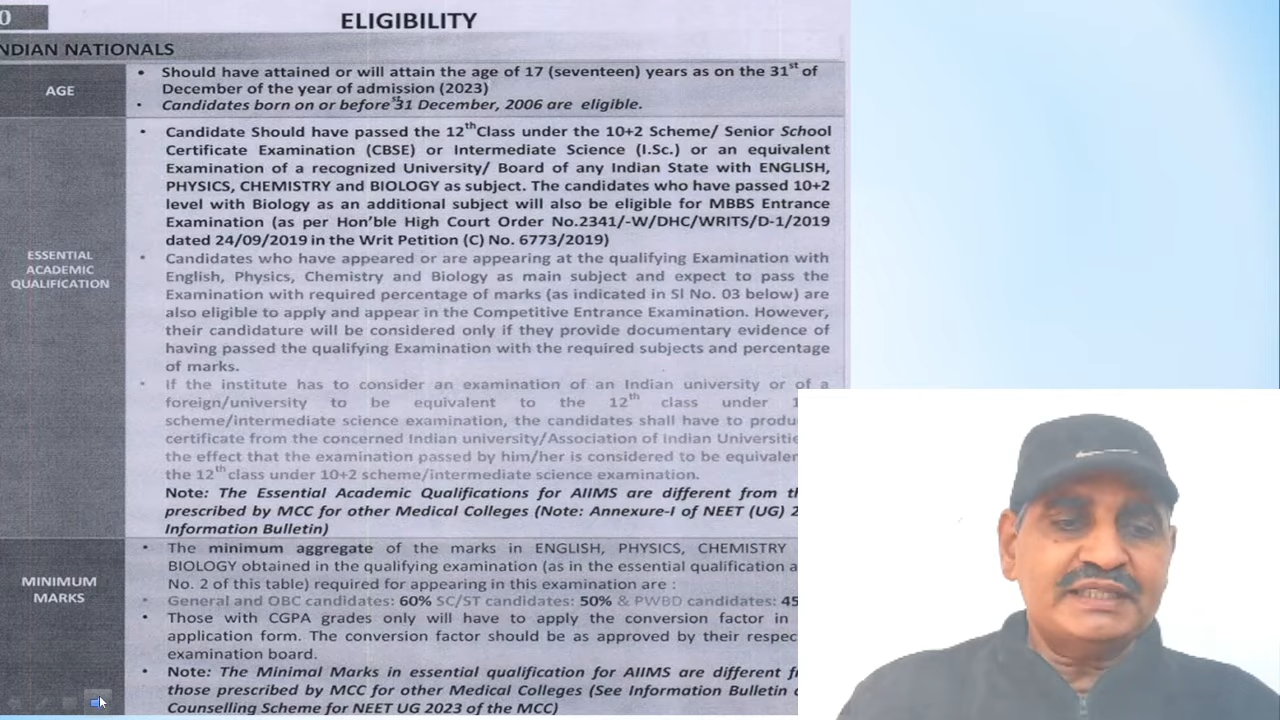 0
ELIGIBILITY
NDIAN NATIONALS
AGE
• Should have attained or will attain the age of 17 (seventeen) years as on the 31st of
December of the year of admission (2023)
• Candidates born on or before 31st December, 2006 are eligible.
ESSENTIAL
ACADEMIC
QUALIFICATION
• Candidate Should have passed the 12th Class under the 10+2 Scheme/ Senior School
Certificate Examination (CBSE) or Intermediate Science (I.Sc.) or an equivalent
Examination of a recognized University/ Board of any Indian State with ENGLISH,
PHYSICS, CHEMISTRY and BIOLOGY as subject. The candidates who have passed 10+2
level with Biology as an additional subject will also be eligible for MBBS Entrance
Examination (as per Hon'ble High Court Order No.2341/-W/DHC/WRITS/D-1/2019
dated 24/09/2019 in the Writ Petition (C) No. 6773/2019)
• Candidates who have appeared or are appearing at the qualifying Examination with
English, Physics, Chemistry and Biology as main subject and expect to pass the
Examination with required percentage of marks (as indicated in Sl No. 03 below) are
also eligible to apply and appear in the Competitive Entrance Examination. However,
their candidature will be considered only if they provide documentary evidence of
having passed the qualifying Examination with the required subjects and percentage
of marks.
• If the institute has to consider an examination of an Indian university or of a
foreign/university to be equivalent to the 12th class under 1
scheme/intermediate science examination, the candidates shall have to produ
certificate from the concerned Indian university/Association of Indian Universitie
the effect that the examination passed by him/her is considered to be equivaler
the 12th class under 10+2 scheme/intermediate science examination.
Note: The Essential Academic Qualifications for AIIMS are different from th
prescribed by MCC for other Medical Colleges (Note: Annexure-I of NEET (UG) 2
Information Bulletin)
MINIMUM
MARKS
• The minimum aggregate of the marks in ENGLISH, PHYSICS, CHEMISTRY
BIOLOGY obtained in the qualifying examination (as in the essential qualification a
No. 2 of this table) required for appearing in this examination are :
• General and OBC candidates: 60% SC/ST candidates: 50% & PWBD candidates: 45
• Those with CGPA grades only will have to apply the conversion factor in
application form. The conversion factor should be as approved by their respec
examination board.
• Note: The Minimal Marks in essential qualification for AIIMS are different f
those prescribed by MCC for other Medical Colleges (See Information Bulletin
Counselling Scheme for NEET UG 2023 of the MCC)